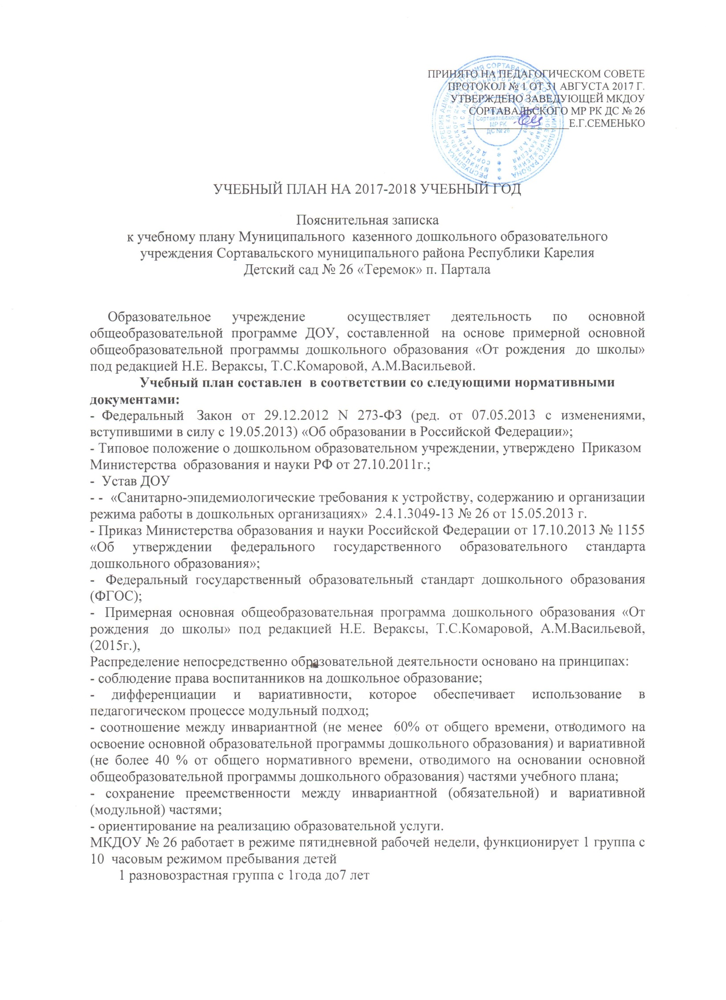 ПРИНЯТО НА ПЕДАГОГИЧЕСКОМ СОВЕТЕ
ПРОТОКОЛ № 1 ОТ 31 АВГУСТА 2017 Г.
УТВЕРЖДЕНО ЗАВЕДУЮЩЕЙ МКДОУ
СОРТАВАЛЬСКОГО МР РК ДС № 26
Е.Г.СЕМЕНЬКО
МКДОУ
Сортавальского
МР РК
ДС № 26
УЧЕБНЫЙ ПЛАН НА 2017-2018 УЧЕБНЫЙ ГОД
Пояснительная записка
к учебному плану Муниципального казенного дошкольного образовательного
учреждения Сортавальского муниципального района Республики Карелия
Детский сад № 26 «Теремок» п. Партала
Образовательное учреждение осуществляет деятельность по основной
общеобразовательной программе ДОУ, составленной на основе примерной основной
общеобразовательной программы дошкольного образования «От рождения до школы»
под редакцией Н.Е. Вераксы, Т.С.Комаровой, А.М.Васильевой.
Учебный план составлен в соответствии со следующими нормативными
документами:
- Федеральный Закон от 29.12.2012 N 273-ФЗ (ред. от 07.05.2013 с изменениями,
вступившими в силу с 19.05.2013) «Об образовании в Российской Федерации»;
- Типовое положение о дошкольном образовательном учреждении, утверждено Приказом
Министерства образования и науки РФ от 27.10.2011г.;
- Устав ДОУ
- - «Санитарно-эпидемиологические требования к устройству, содержанию и организации
режима работы в дошкольных организациях» 2.4.1.3049-13 № 26 от 15.05.2013 г.
- Приказ Министерства образования и науки Российской Федерации от 17.10.2013 № 1155
«Об утверждении федерального государственного образовательного стандарта
дошкольного образования»;
- Федеральный государственный образовательный стандарт дошкольного образования
(ФГОС);
- Примерная основная общеобразовательная программа дошкольного образования «От
рождения до школы» под редакцией Н.Е. Вераксы, Т.С.Комаровой, А.М.Васильевой,
(2015г.),
Распределение непосредственно образовательной деятельности основано на принципах:
- соблюдение права воспитанников на дошкольное образование;
- дифференциации и вариативности, которое обеспечивает использование в
педагогическом процессе модульный подход;
- соотношение между инвариантной (не менее 60% от общего времени, отводимого на
освоение основной образовательной программы дошкольного образования) и вариативной
(не более 40 % от общего нормативного времени, отводимого на основании основной
общеобразовательной программы дошкольного образования) частями учебного плана;
- сохранение преемственности между инвариантной (обязательной) и вариативной
(модульной) частями;
- ориентирование на реализацию образовательной услуги.
МКДОУ № 26 работает в режиме пятидневной рабочей недели, функционирует 1 группа с
10 часовым режимом пребывания детей
1 разновозрастная группа с 1года до7 лет